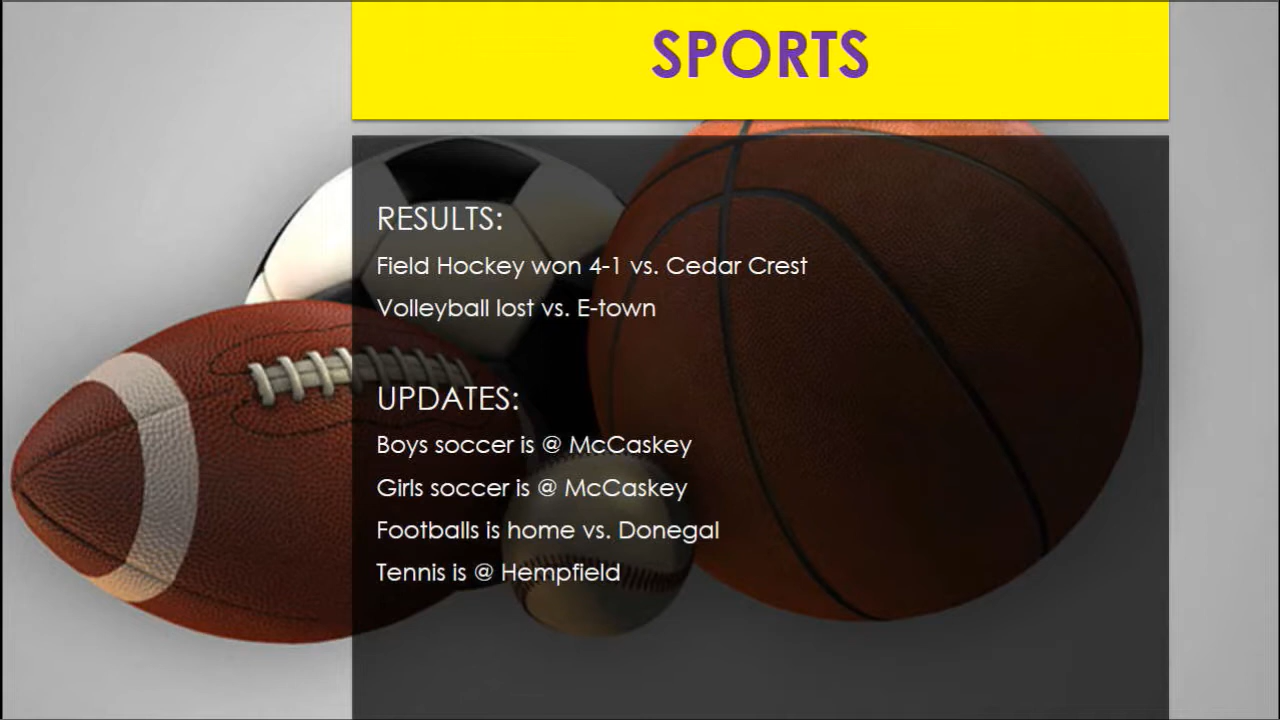 SPORTS
RESULTS:
Field Hockey won 4-1 vs. Cedar Crest
Volleyball lost vs. E-town
UPDATES:
Boys soccer is @ McCaskey
Girls soccer is @ McCaskey
Footballs is home vs. Donegal
Tennis is @ Hempfield